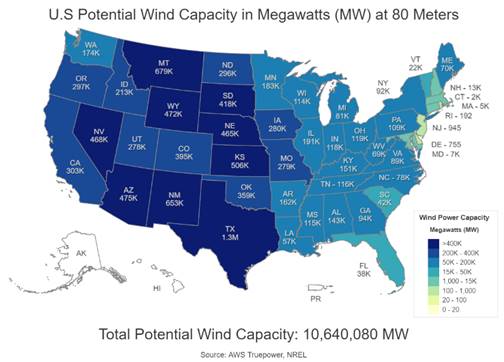 U.S Potential Wind Capacity in Megawatts (MW) at 80 Meters
WA
174K
OR
297K
CA
303K
NV
468K
ID
213K
MT
679K
WY
472K
UT
278K
AZ
475K
CO
395K
NM
653K
ND
296K
SD
418K
NE
465K
KS
506K
OK
359K
TX
1.3M
MN
183K
IA
280K
MO
279K
AR
162K
LA
57K
WI
114K
IL
191K
MI
81K
IN
118K
OH
119K
KY
151K
TN - 116K
MS
115K
AL
143K
GA
94K
FL
38K
SC
42K
NC - 78K
VA
89K
WV
69K
PA
109K
NY
92K
VT
22K
ME
70K
NH - 13K
CT - 2K
MA - 5K
RI - 192
NJ - 945
DE - 755
MD - 7K
AK
HI
PR
Wind Power Capacity
Megawatts (MW)
>400K
200K - 400K
50K - 200K
15K - 50K
1000 - 15K
100 - 1,000
20 - 100
0 - 20
Total Potential Wind Capacity: 10,640,080 MW
Source: AWS Truepower, NREL